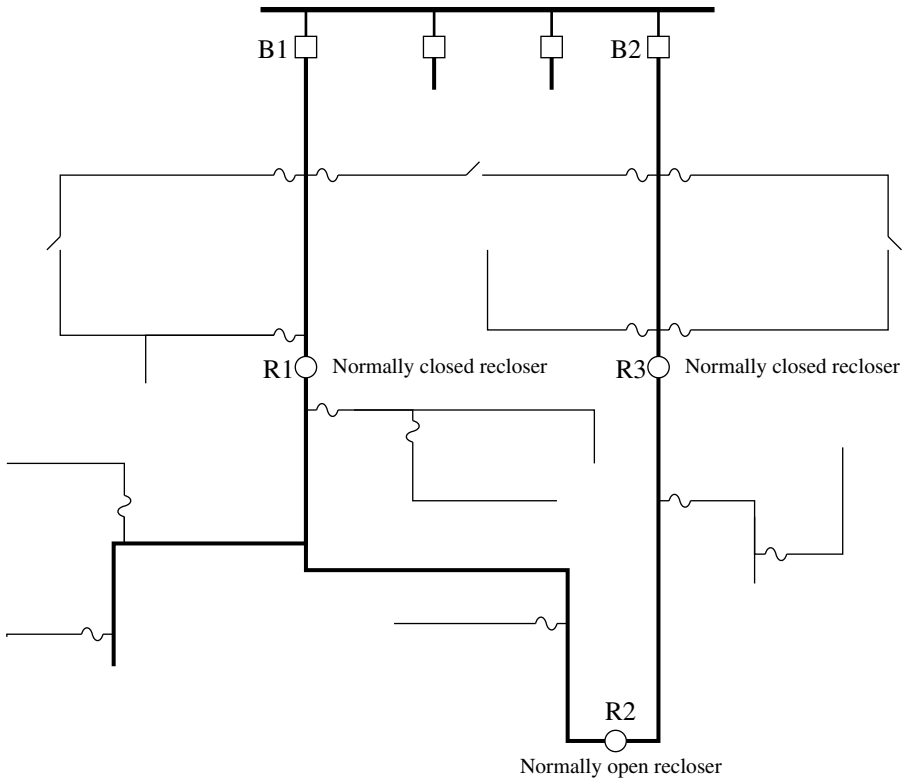 B1
B2
R1
Normally closed recloser
R3
Normally closed recloser
R2
Normally open recloser